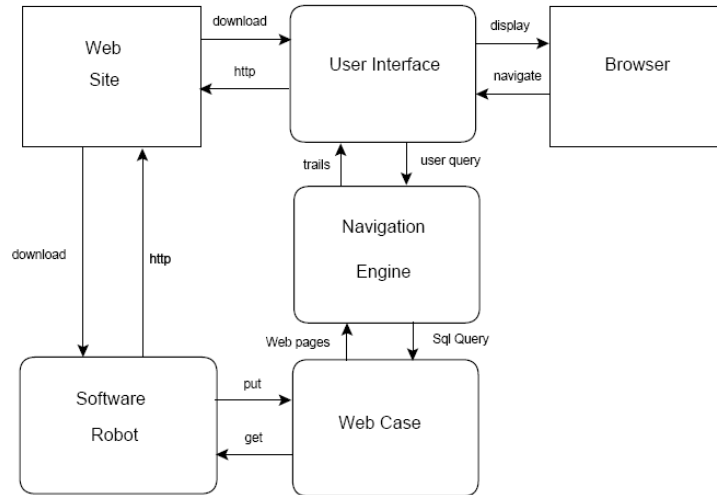 Web
Site
download
http
User Interface
display
navigate
Browser
trails
user query
download
http
Navigation
Engine
Web pages
Sql Query
Software
Robot
put
get
Web Case